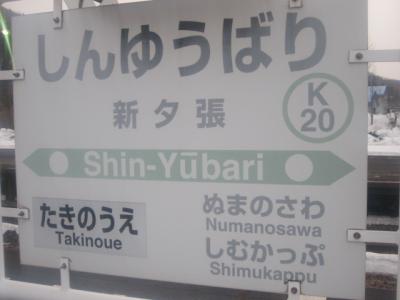 しんゆうばり
新夕張
K
20
Shin-Yūbari
たきのうえ
Takinoue
ぬまのさわ
Numanosawa
しむかっぷ
Shimukappu